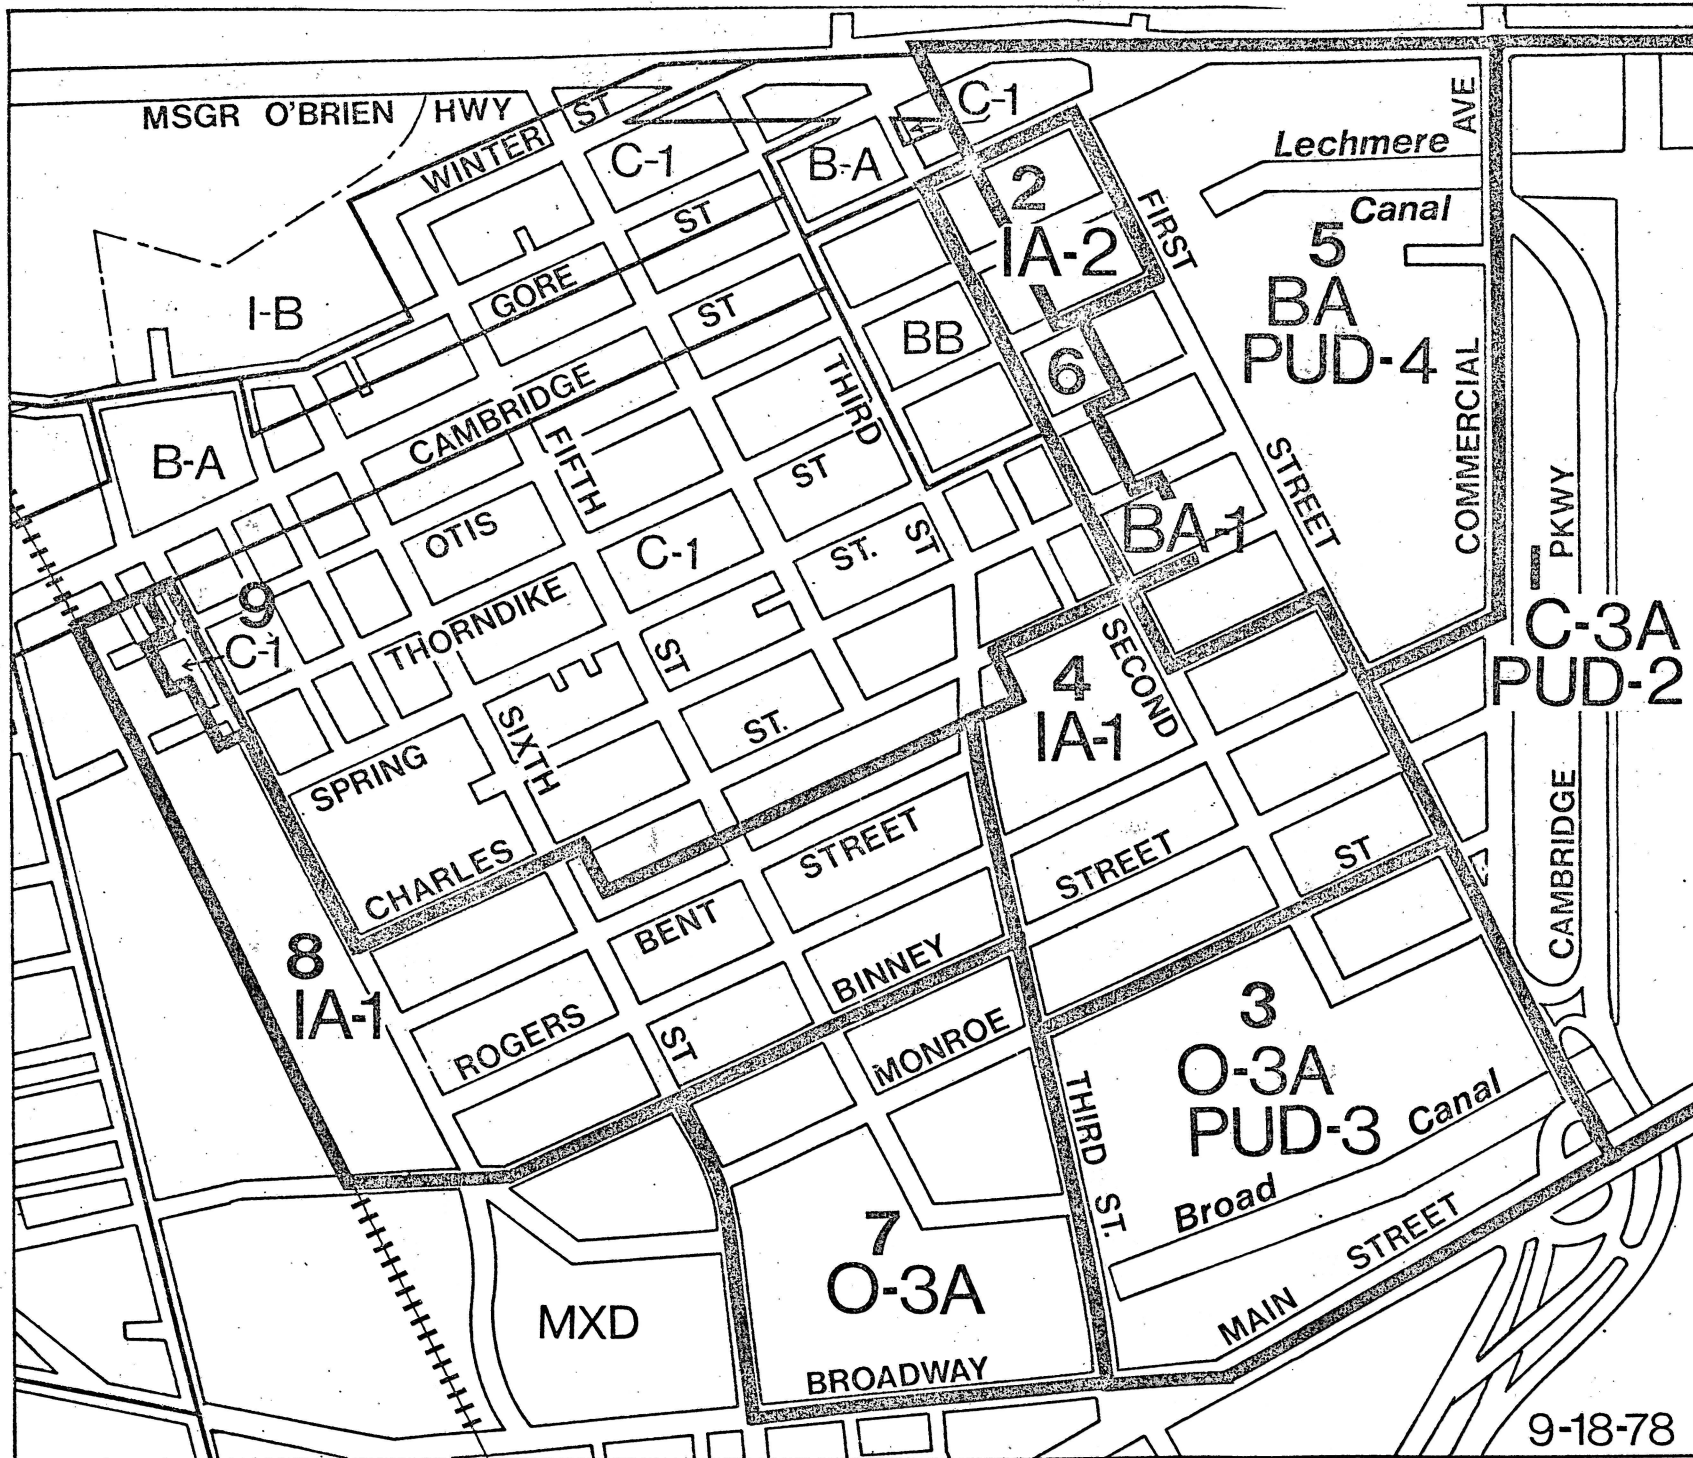 MSGR O'BRIEN HWY
WINTER ST
C-1
C-1
B-A
A
Lechmere
Canal
COMMERCIAL AVE
2
IA-2
FIRST STREET
5
BA
PUD-4
I-B
GORE ST
CAMBRIDGE ST
BB
6
THIRD ST
B-A
FIFTH ST
OTIS ST
C-1
BA-1
THORNDIKE ST.
9
C-1
1
C-3A
PUD-2
CAMBRIDGE PKWY
4
IA-1
SECOND
SPRING ST.
SIXTH ST
CHARLES STREET
BENT STREET
8
IA-1
ROGERS
BINNEY ST
MONROE
3
O-3A
PUD-3
Broad Canal
THIRD ST.
MAIN STREET
7
O-3A
MXD
BROADWAY
9-18-78